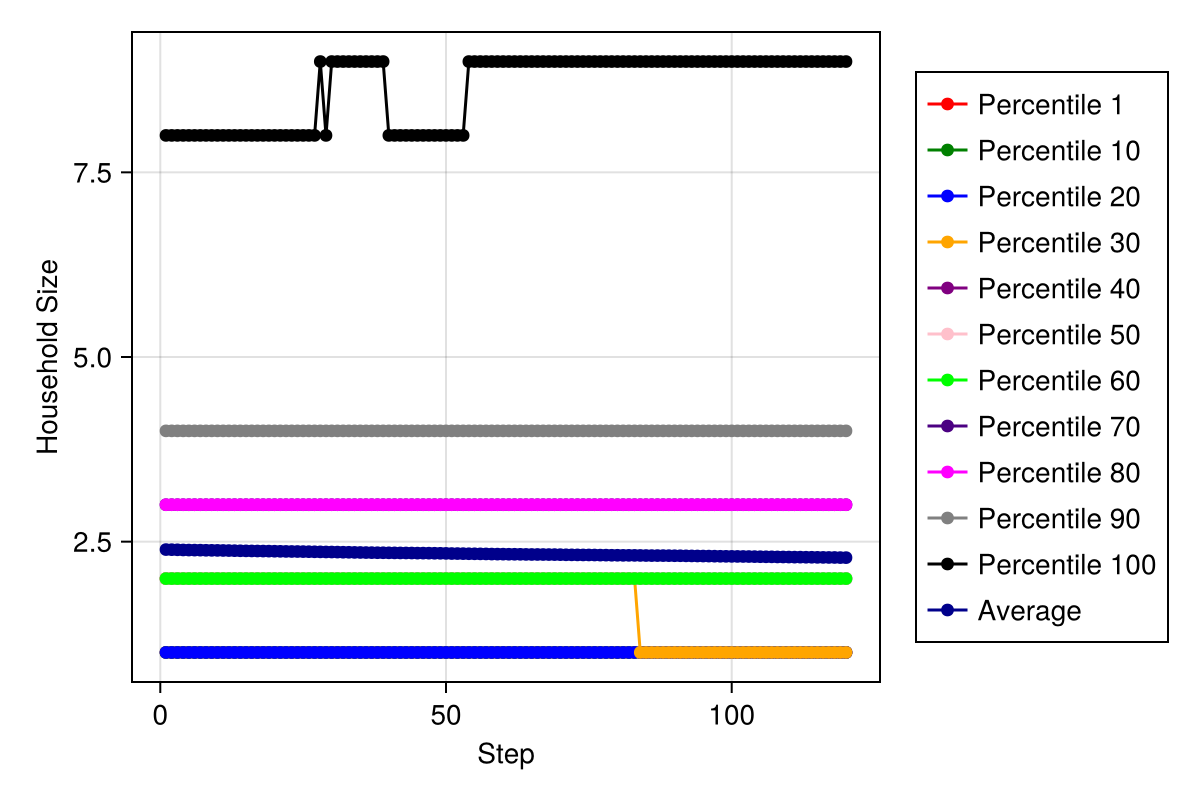 7.5
5.0
2.5
Household Size
0
50
100
Step
Percentile 1
Percentile 10
Percentile 20
Percentile 30
Percentile 40
Percentile 50
Percentile 60
Percentile 70
Percentile 80
Percentile 90
Percentile 100
Average